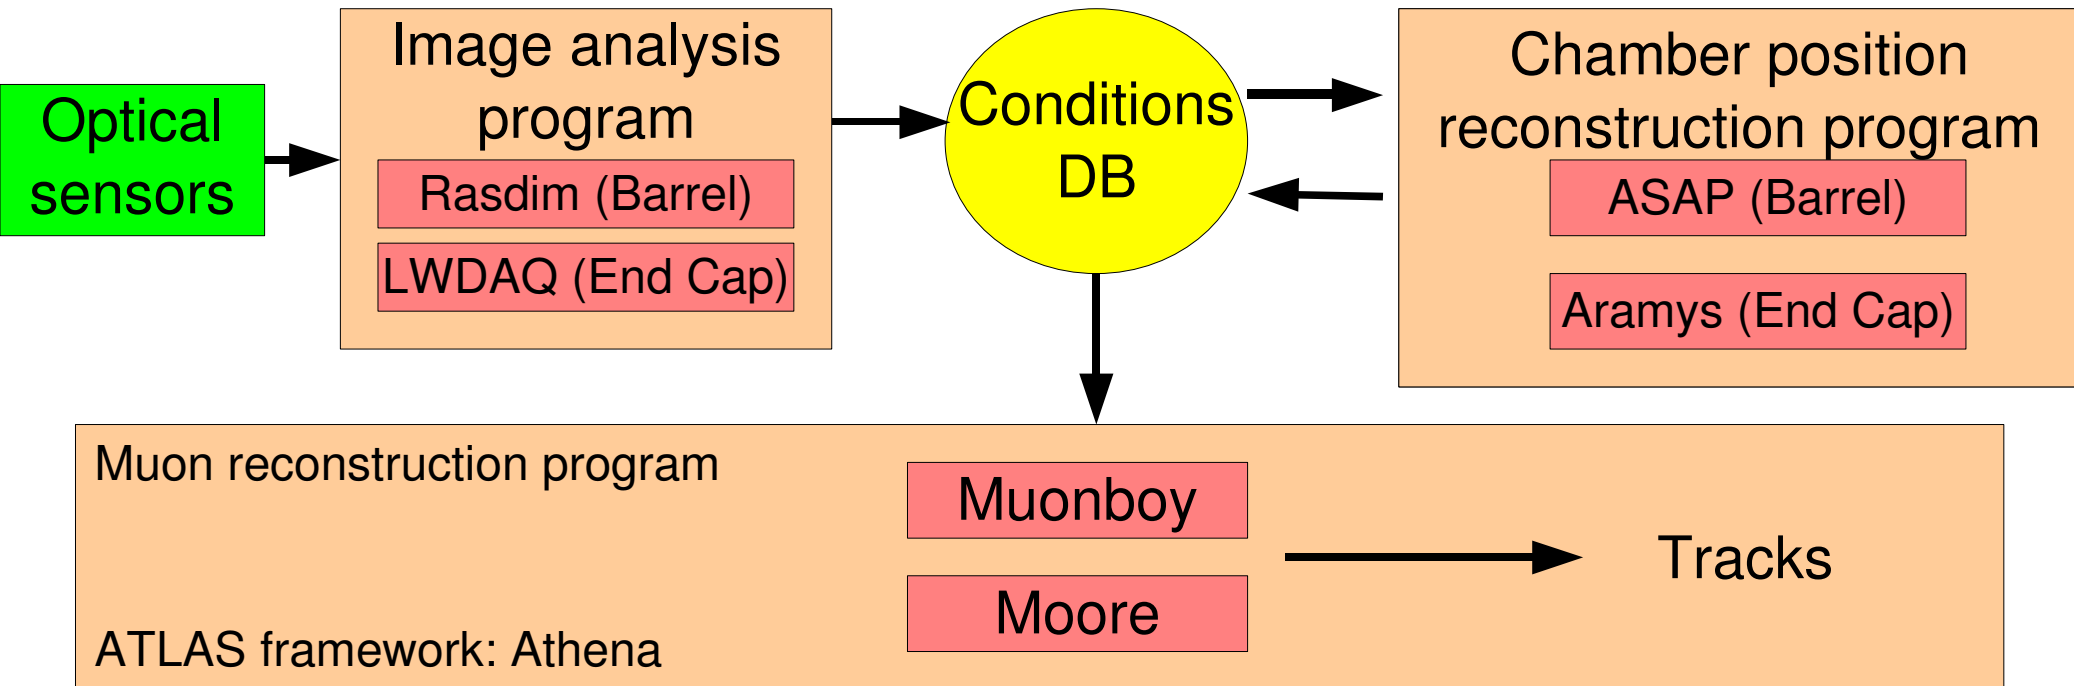 Optical
sensors
Image analysis
program
Rasdim (Barrel)
LWDAQ (End Cap)
Conditions
DB
Chamber position
reconstruction program
ASAP (Barrel)
Aramys (End Cap)
Muon reconstruction program
Muonboy
Moore
Tracks
ATLAS framework: Athena